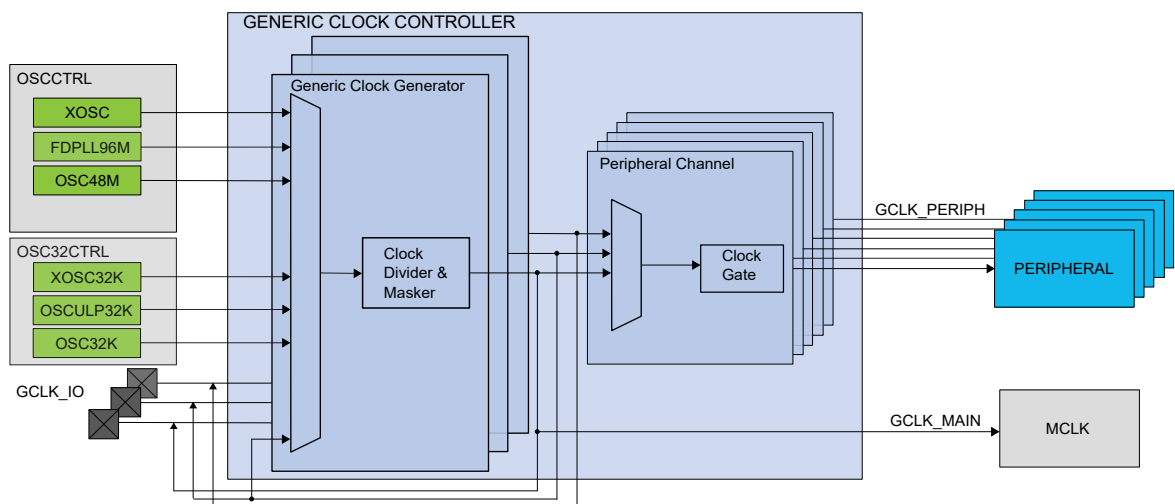 GENERIC CLOCK CONTROLLER
OSCCTRL
XOSC
FDPLL96M
OSC48M
OSC32CTRL
XOSC32K
OSCULP32K
OSC32K
GCLK_IO
Generic Clock Generator
Clock
Divider &
Masker
Peripheral Channel
Clock
Gate
GCLK_PERIPH
PERIPHERAL
GCLK_MAIN
MCLK